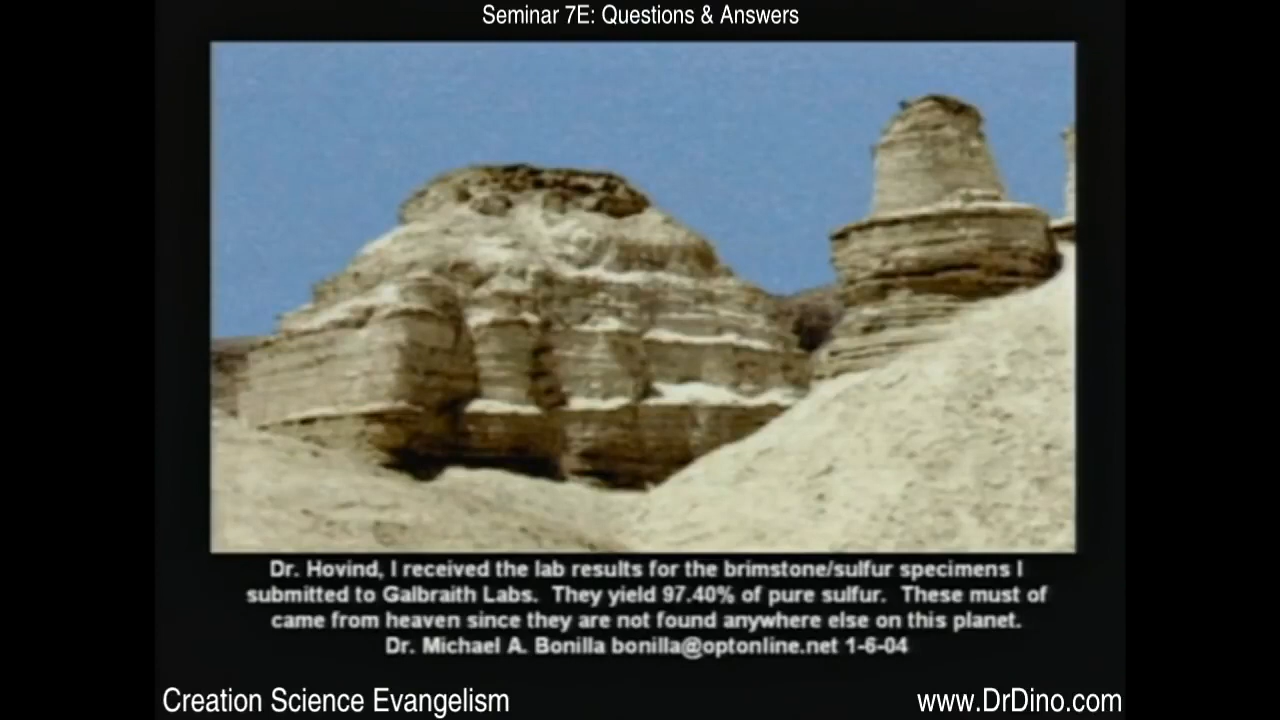 Seminar 7E: Questions & Answers
Dr. Hovind, I received the lab results for the brimstone/sulfur specimens I
submitted to Galbraith Labs.  They yield 97.40% of pure sulfur.  These must of
came from heaven since they are not found anywhere else on this planet.
Dr. Michael A. Bonilla bonilla@optonline.net 1-6-04
Creation Science Evangelism
www.DrDino.com